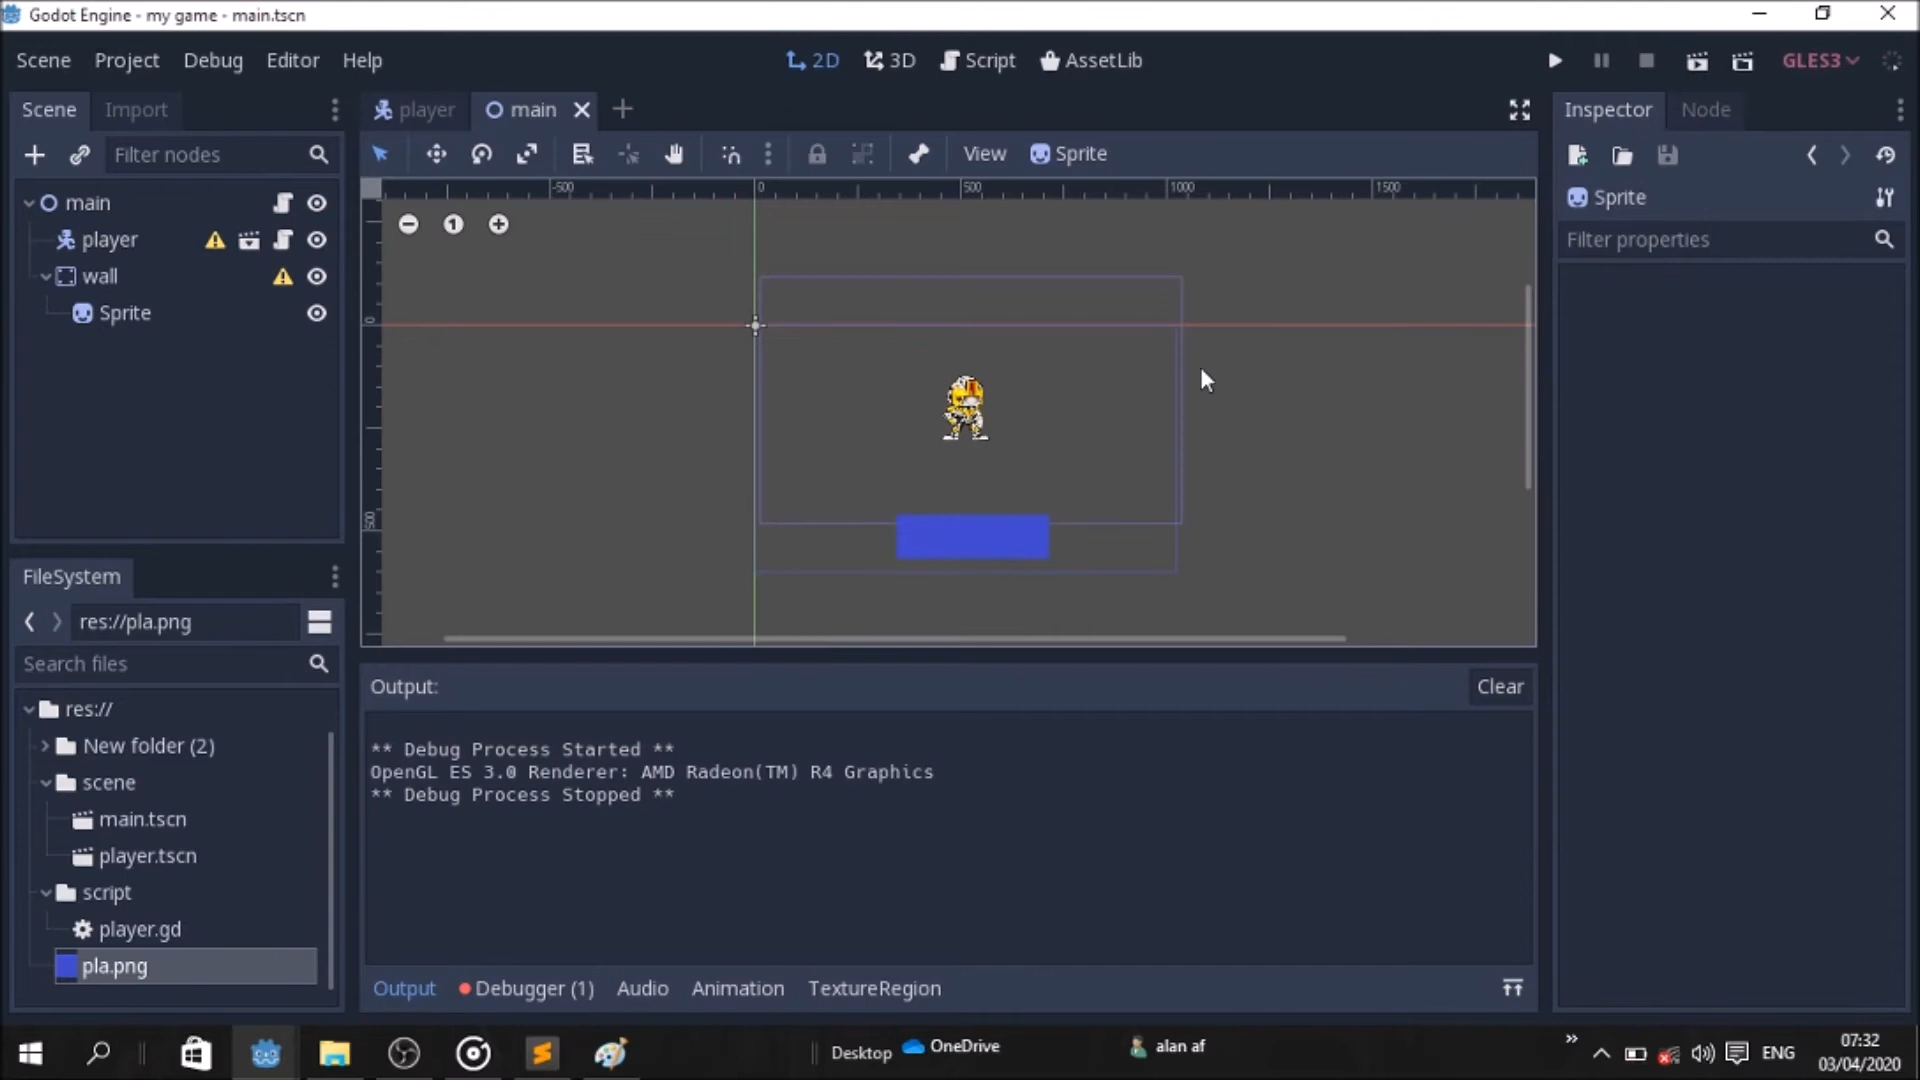 Godot Engine - my game - main.tscn
Scene Project Debug Editor Help
2D 3D Script AssetLib
GLES3
Scene Import
player main
Inspector Node
Filter nodes
View Sprite
Sprite
Filter properties
main
player
wall
Sprite
-500 0 500 1000 1500
0
500
1
FileSystem
res://pla.png
Search files
res://
New folder (2)
scene
main.tscn
player.tscn
script
player.gd
pla.png
Output:
Clear
** Debug Process Started **
OpenGL ES 3.0 Renderer: AMD Radeon(TM) R4 Graphics
** Debug Process Stopped **
Output Debugger (1) Audio Animation TextureRegion
Desktop OneDrive alan af
ENG
07:32
03/04/2020